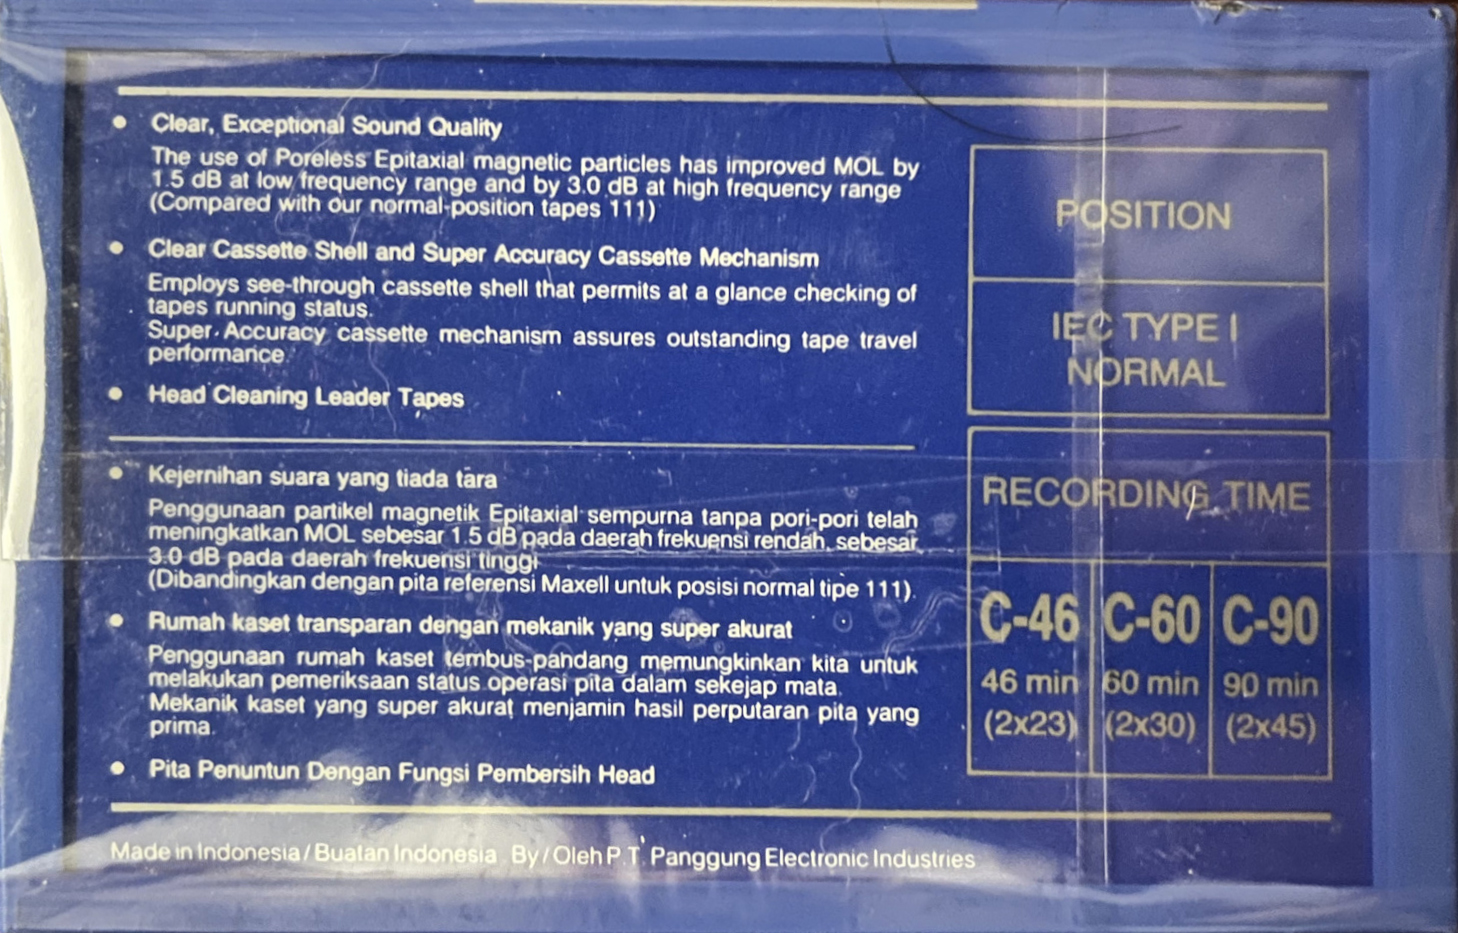 • Clear, Exceptional Sound Quality
The use of Poreless Epitaxial magnetic particles has improved MOL by
1.5 dB at low frequency range and by 3.0 dB at high frequency range
(Compared with our normal-position tapes 111)
• Clear Cassette Shell and Super Accuracy Cassette Mechanism
Employs see-through cassette shell that permits at a glance checking of
tapes running status.
Super Accuracy cassette mechanism assures outstanding tape travel
performance.
• Head Cleaning Leader Tapes
• Kejernihan suara yang tiada tara
Penggunaan partikel magnetik Epitaxial sempurna tanpa pori-pori telah
meningkatkan MOL sebesar 1.5 dB pada daerah frekuensi rendah, sebesar
3.0 dB pada daerah frekuensi tinggi
(Dibandingkan dengan pita referensi Maxell untuk posisi normal tipe 111).
• Rumah kaset transparan dengan mekanik yang super akurat
Penggunaan rumah kaset tembus-pandang memungkinkan kita untuk
melakukan pemeriksaan status operasi pita dalam sekejap mata.
Mekanik kaset yang super akurat menjamin hasil perputaran pita yang
prima.
• Pita Penuntun Dengan Fungsi Pembersih Head
POSITION
IEC TYPE I
NORMAL
RECORDING TIME
C-46 C-60 C-90
46 min 60 min 90 min
(2x23) (2x30) (2x45)
Made in Indonesia / Buatan Indonesia By / Oleh P.T. Panggung Electronic Industries